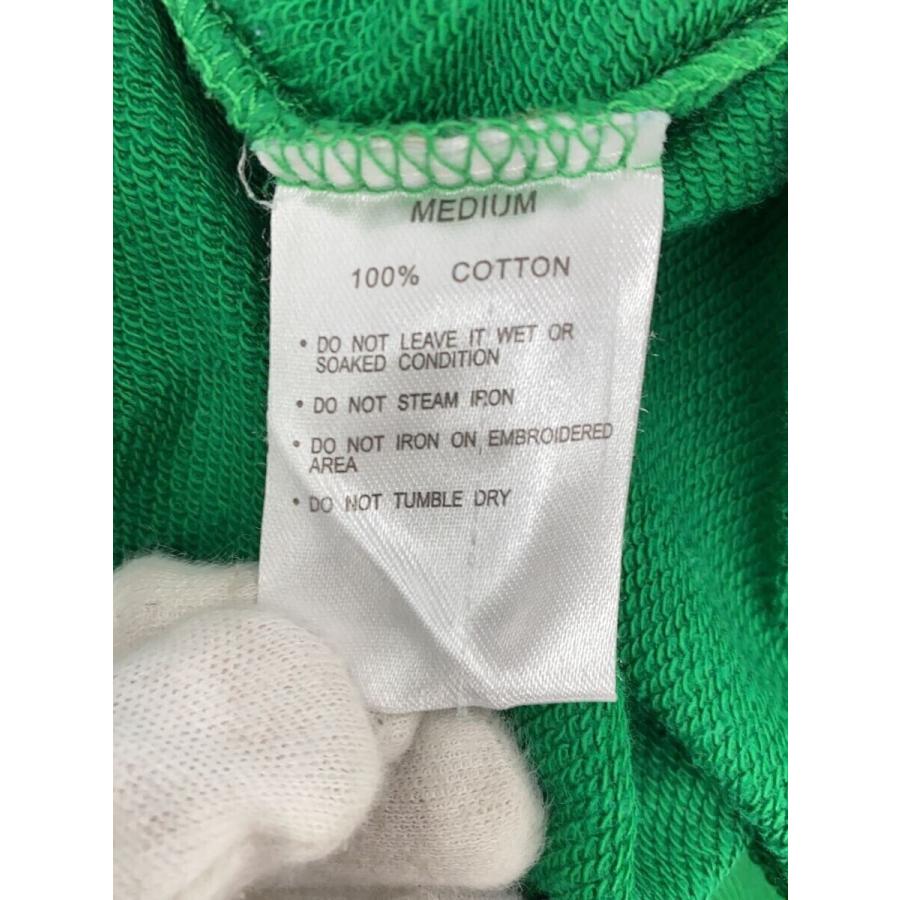 MEDIUM
100% COTTON
• DO NOT LEAVE IT WET OR
SOAKED CONDITION
• DO NOT STEAM IRON
• DO NOT IRON ON EMBROIDERED
AREA
• DO NOT TUMBLE DRY